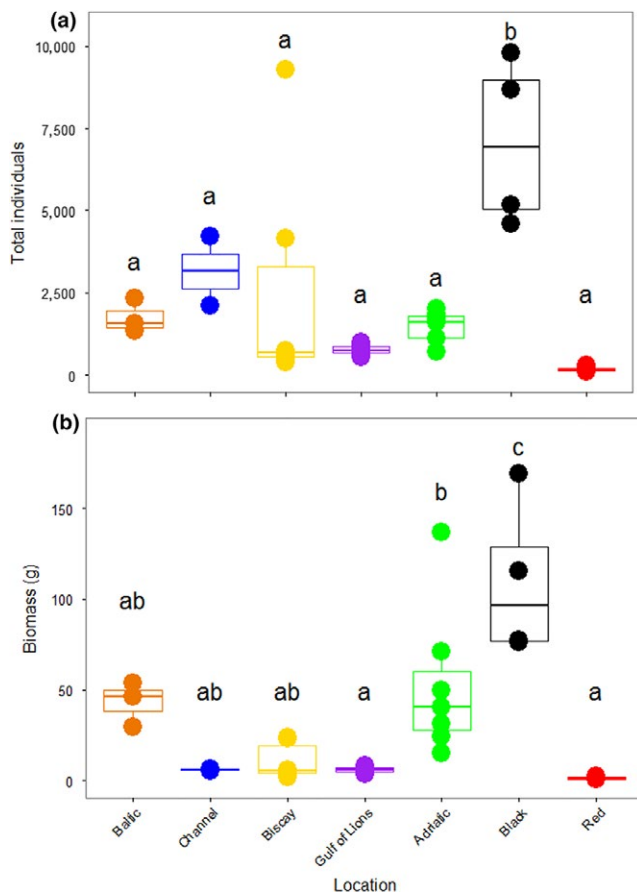 (a)
Total individuals
10,000
7,500
5,000
2,500
0
a
a
a
a
a
b
a
(b)
Biomass (g)
150
100
50
0
ab
ab
ab
a
b
c
a
Baltic
Channel
Biscay
Gulf of Lions
Adriatic
Black
Red
Location